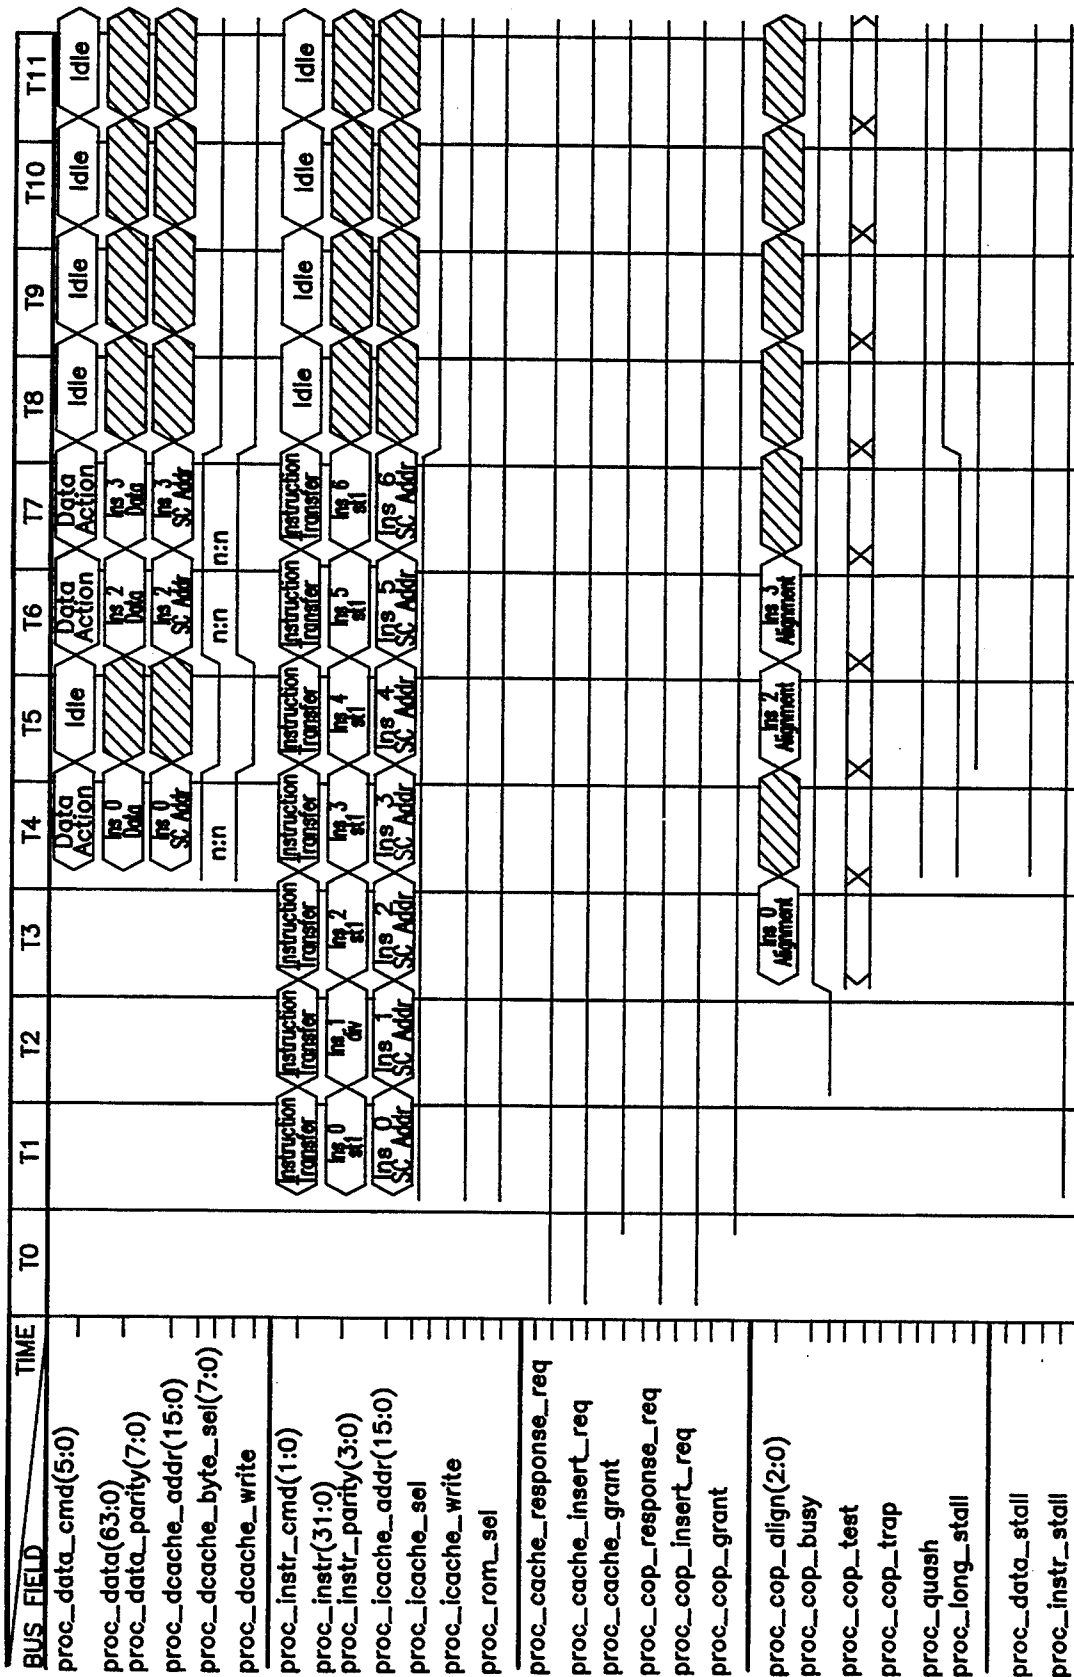 BUS FIELD TIME T0 T1 T2 T3 T4 T5 T6 T7 T8 T9 T10 T11
proc_data_cmd(5:0) Data Action Idle Data Action Data Action Idle Idle Idle Idle
proc_data(63:0) Ins 0 Data Ins 2 Data Ins 3 Data
proc_data_parity(7:0)
proc_dcache_addr(15:0) Ins 0 SC Addr Ins 2 SC Addr Ins 3 SC Addr
proc_dcache_byte_sel(7:0) n:n n:n n:n
proc_dcache_write
proc_instr_cmd(1:0) Instruction Transfer Instruction Transfer Instruction Transfer Instruction Transfer Instruction Transfer Instruction Transfer Instruction Transfer Idle Idle Idle Idle
proc_instr(31:0) Ins 0 st1 Ins 1 div Ins 2 st1 Ins 3 st1 Ins 4 st1 Ins 5 st1 Ins 6 st1
proc_instr_parity(3:0)
proc_icache_addr(15:0) Ins 0 SC Addr Ins 1 SC Addr Ins 2 SC Addr Ins 3 SC Addr Ins 4 SC Addr Ins 5 SC Addr Ins 6 SC Addr
proc_icache_sel
proc_icache_write
proc_rom_sel
proc_cache_response_req
proc_cache_insert_req
proc_cache_grant
proc_cop_response_req
proc_cop_insert_req
proc_cop_grant
proc_cop_align(2:0) Ins 0 Alignment Ins 2 Alignment Ins 3 Alignment
proc_cop_busy
proc_cop_test
proc_cop_trap
proc_quash
proc_long_stall
proc_data_stall
proc_instr_stall